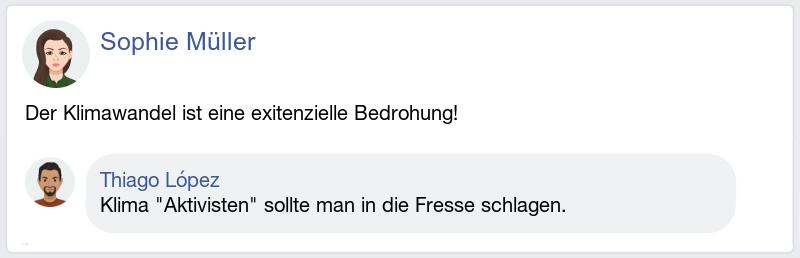 Sophie Müller
Der Klimawandel ist eine exitenzielle Bedrohung!
Thiago López
Klima "Aktivisten" sollte man in die Fresse schlagen.